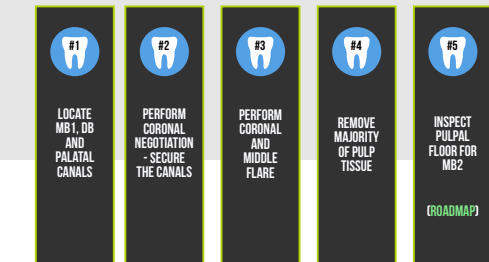 #1
LOCATE
MB1, DB
AND
PALATAL
CANALS
#2
PERFORM
CORONAL
NEGOTIATION
- SECURE
THE CANALS
#3
PERFORM
CORONAL
AND
MIDDLE
FLARE
#4
REMOVE
MAJORITY
OF PULP
TISSUE
#5
INSPECT
PULPAL
FLOOR FOR
MB2
(ROADMAP)